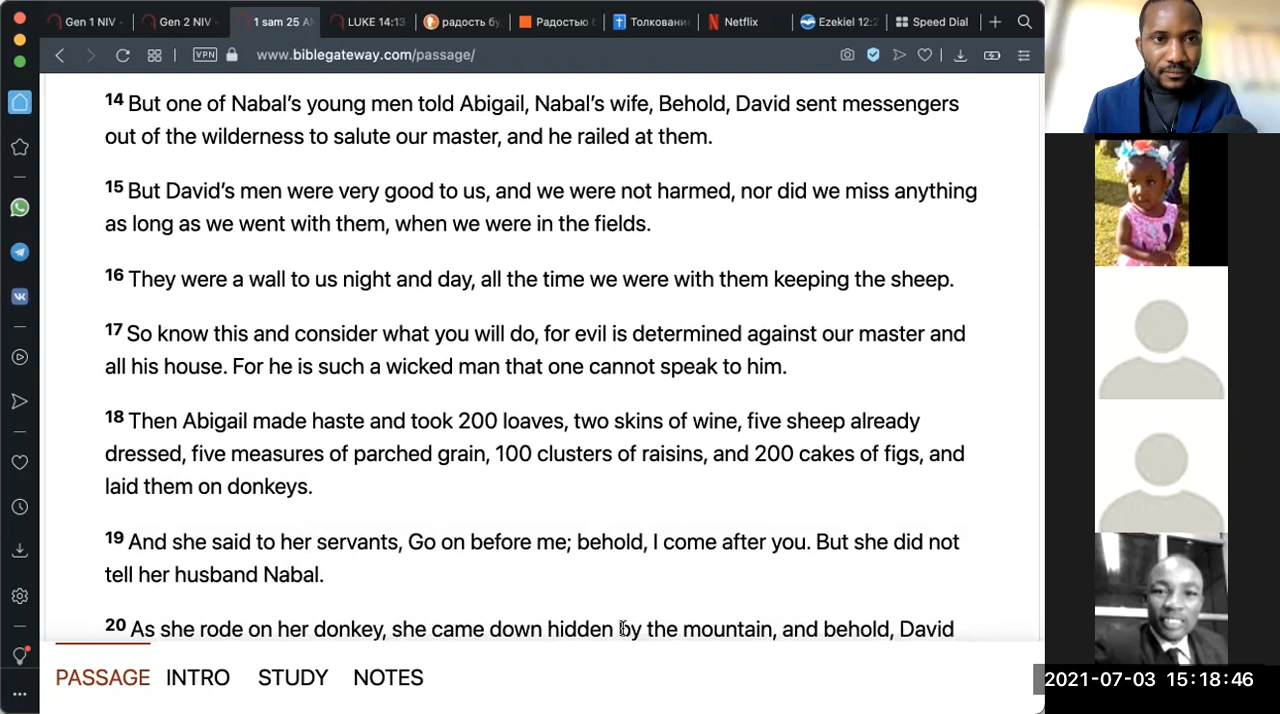 Gen 1 NIV -
Gen 2 NIV -
1 sam 25 A
LUKE 14:13
радость бу
Радостью
Толковани
Netflix
Ezekiel 12:2
Speed Dial
VPN
www.biblegateway.com/passage/
14 But one of Nabal’s young men told Abigail, Nabal’s wife, Behold, David sent messengers
out of the wilderness to salute our master, and he railed at them.
15 But David’s men were very good to us, and we were not harmed, nor did we miss anything
as long as we went with them, when we were in the fields.
16 They were a wall to us night and day, all the time we were with them keeping the sheep.
17 So know this and consider what you will do, for evil is determined against our master and
all his house. For he is such a wicked man that one cannot speak to him.
18 Then Abigail made haste and took 200 loaves, two skins of wine, five sheep already
dressed, five measures of parched grain, 100 clusters of raisins, and 200 cakes of figs, and
laid them on donkeys.
19 And she said to her servants, Go on before me; behold, I come after you. But she did not
tell her husband Nabal.
20 As she rode on her donkey, she came down hidden by the mountain, and behold, David
PASSAGE INTRO STUDY NOTES
2021-07-03 15:18:46